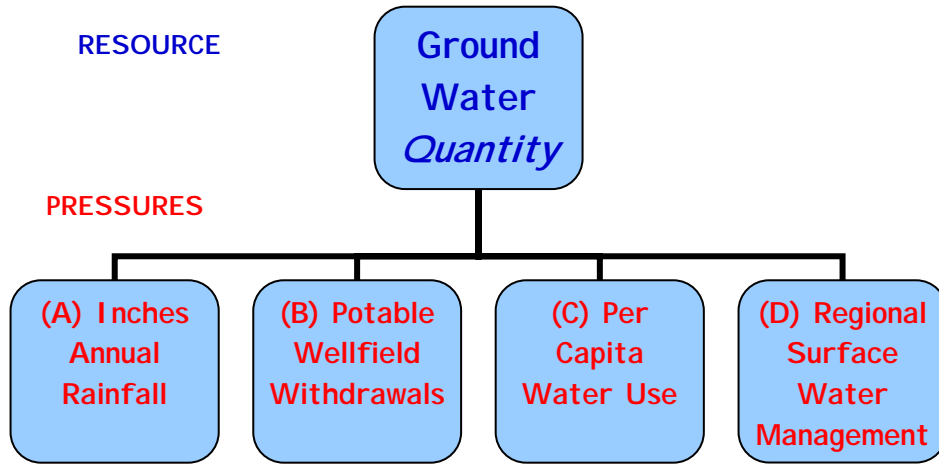 RESOURCE
Ground
Water
Quantity
PRESSURES
(A) Inches
Annual
Rainfall
(B) Potable
Wellfield
Withdrawals
(C) Per
Capita
Water Use
(D) Regional
Surface
Water
Management